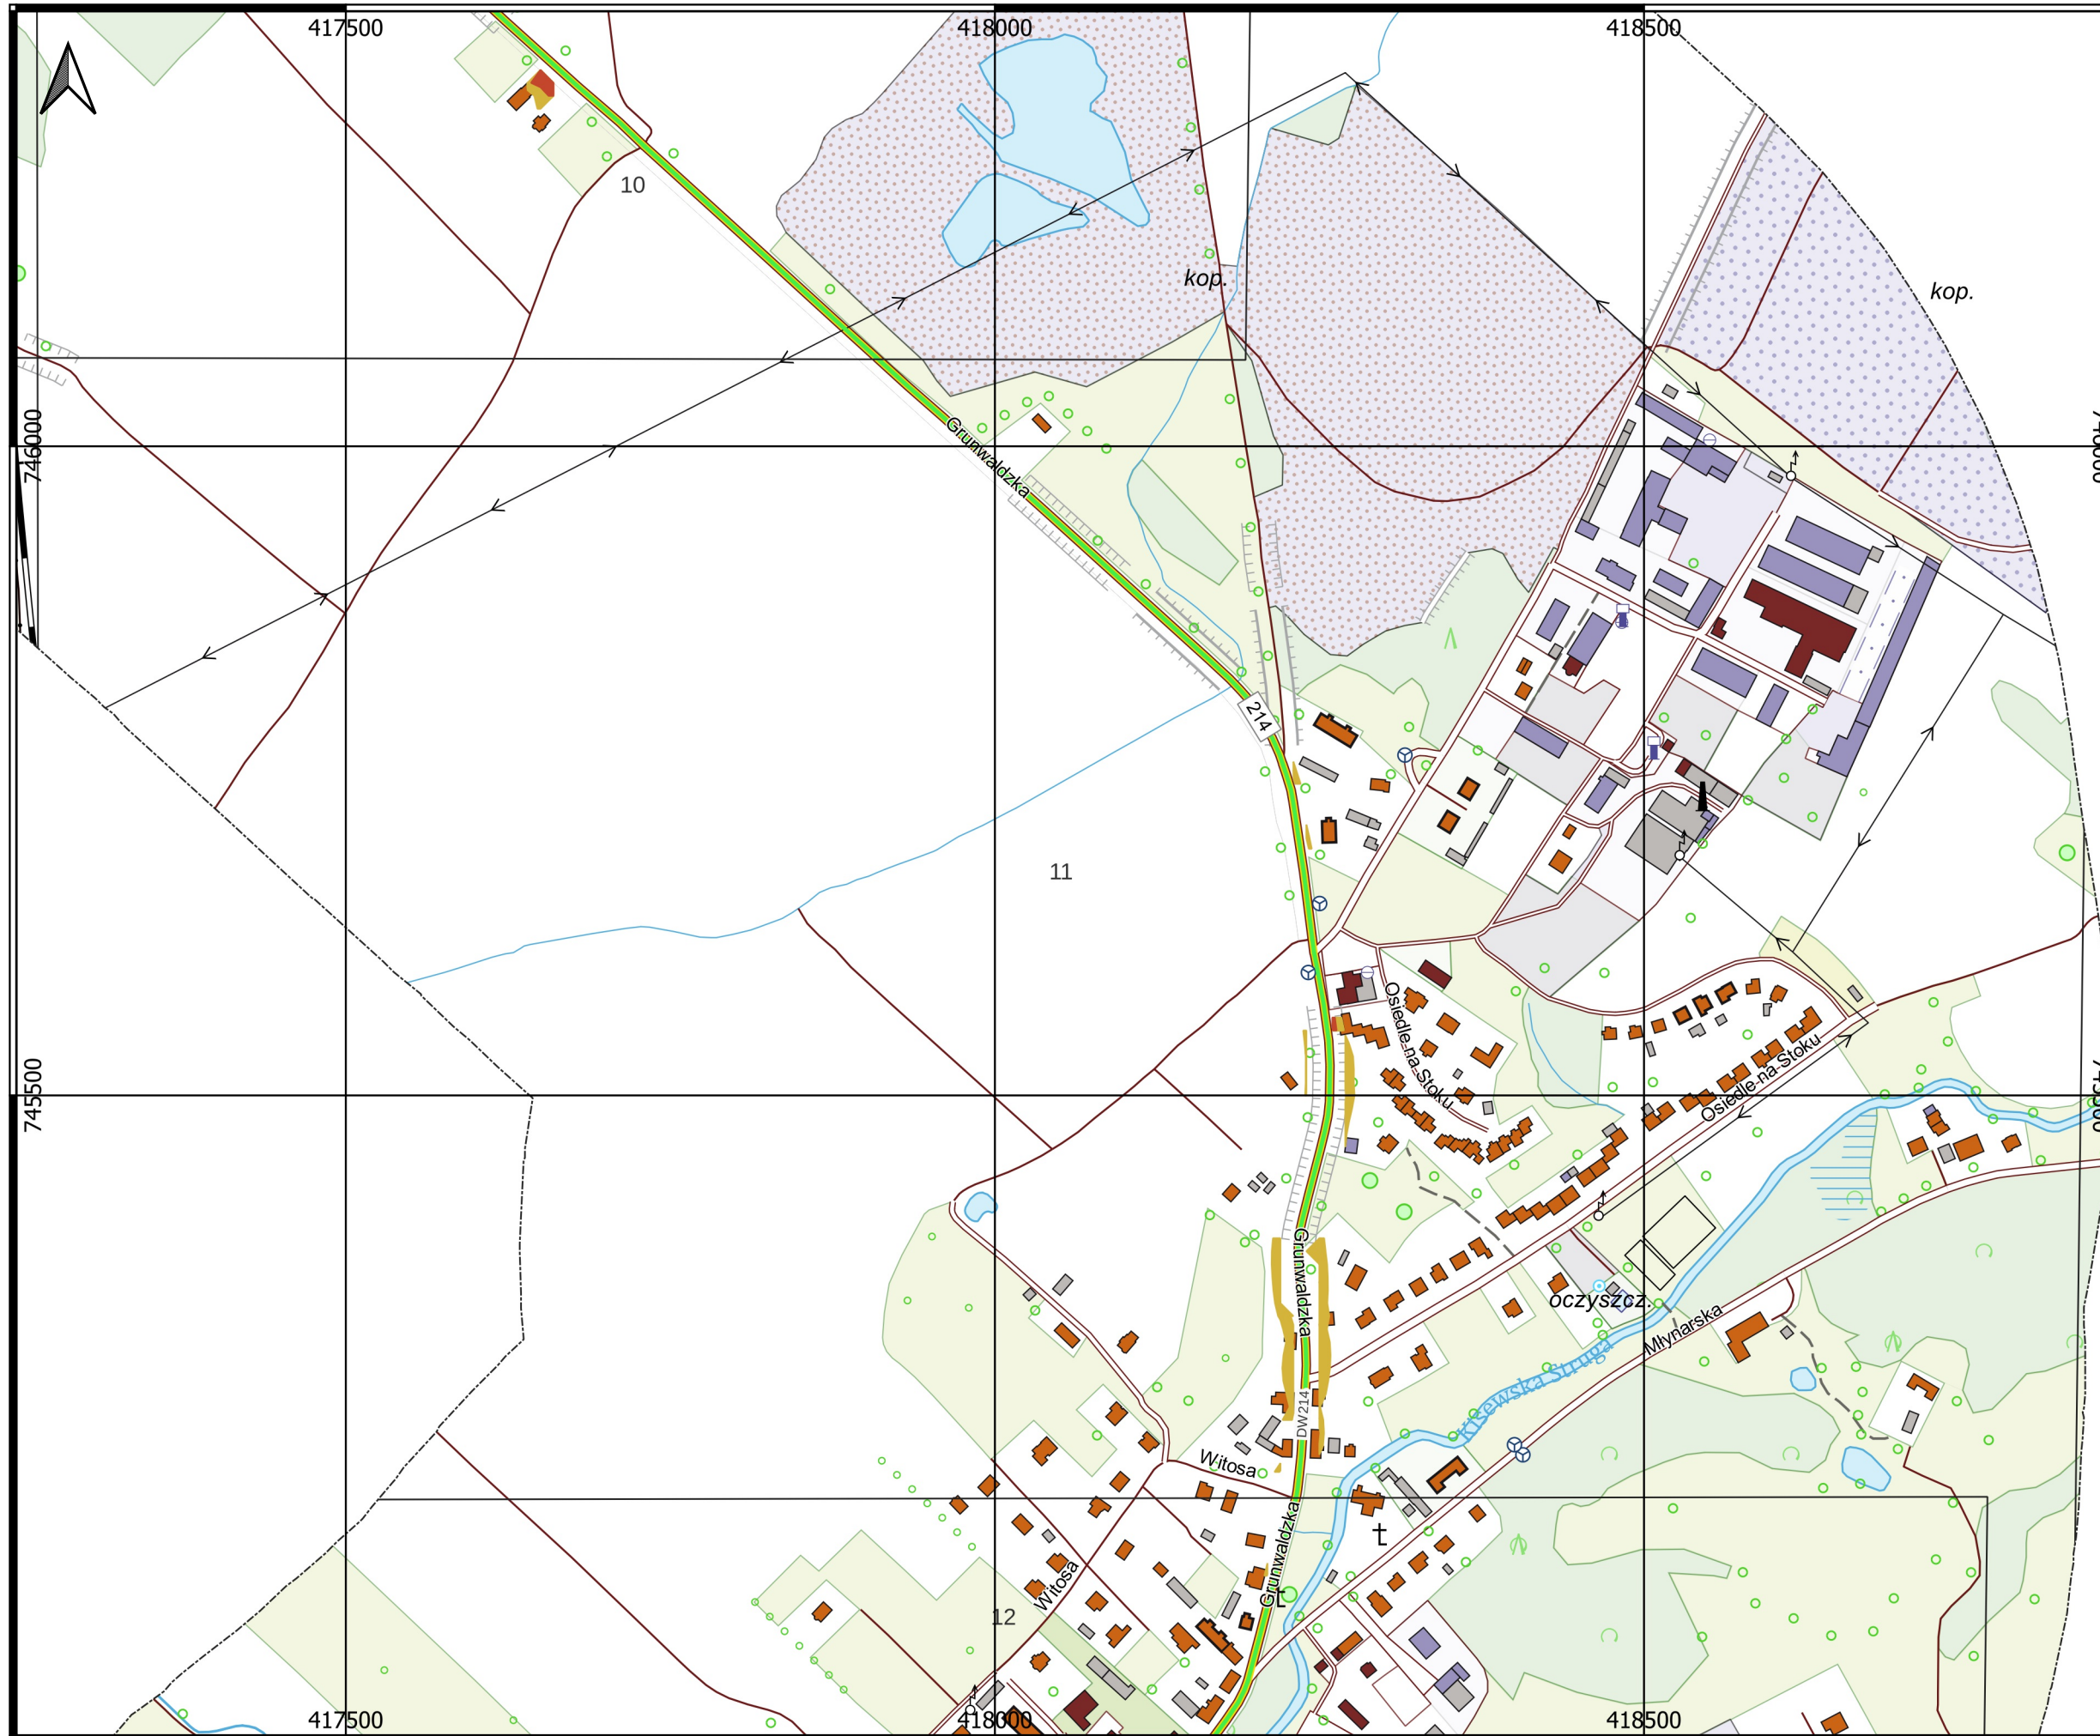 417500
418000
418500
10
kop.
kop.
746000
Grunwaldzka
214
11
Osiedle-na-Stoku
Osiedle-na-Stoku
745500
Grunwaldzka
oczyszcz.
Młynarska
Kisewska Struga
DW214
Witosa
Grunwaldzka
Witosa
12
417500
418000
418500